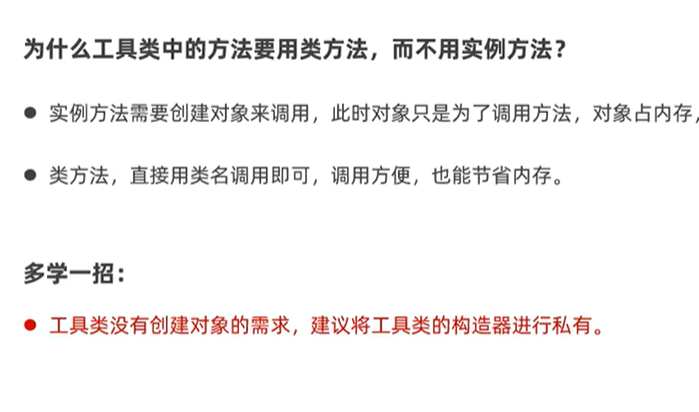 为什么工具类中的方法要用类方法，而不用实例方法？
● 实例方法需要创建对象来调用，此时对象只是为了调用方法，对象占内存，
● 类方法，直接用类名调用即可，调用方便，也能节省内存。
多学一招：
● 工具类没有创建对象的需求，建议将工具类的构造器进行私有。